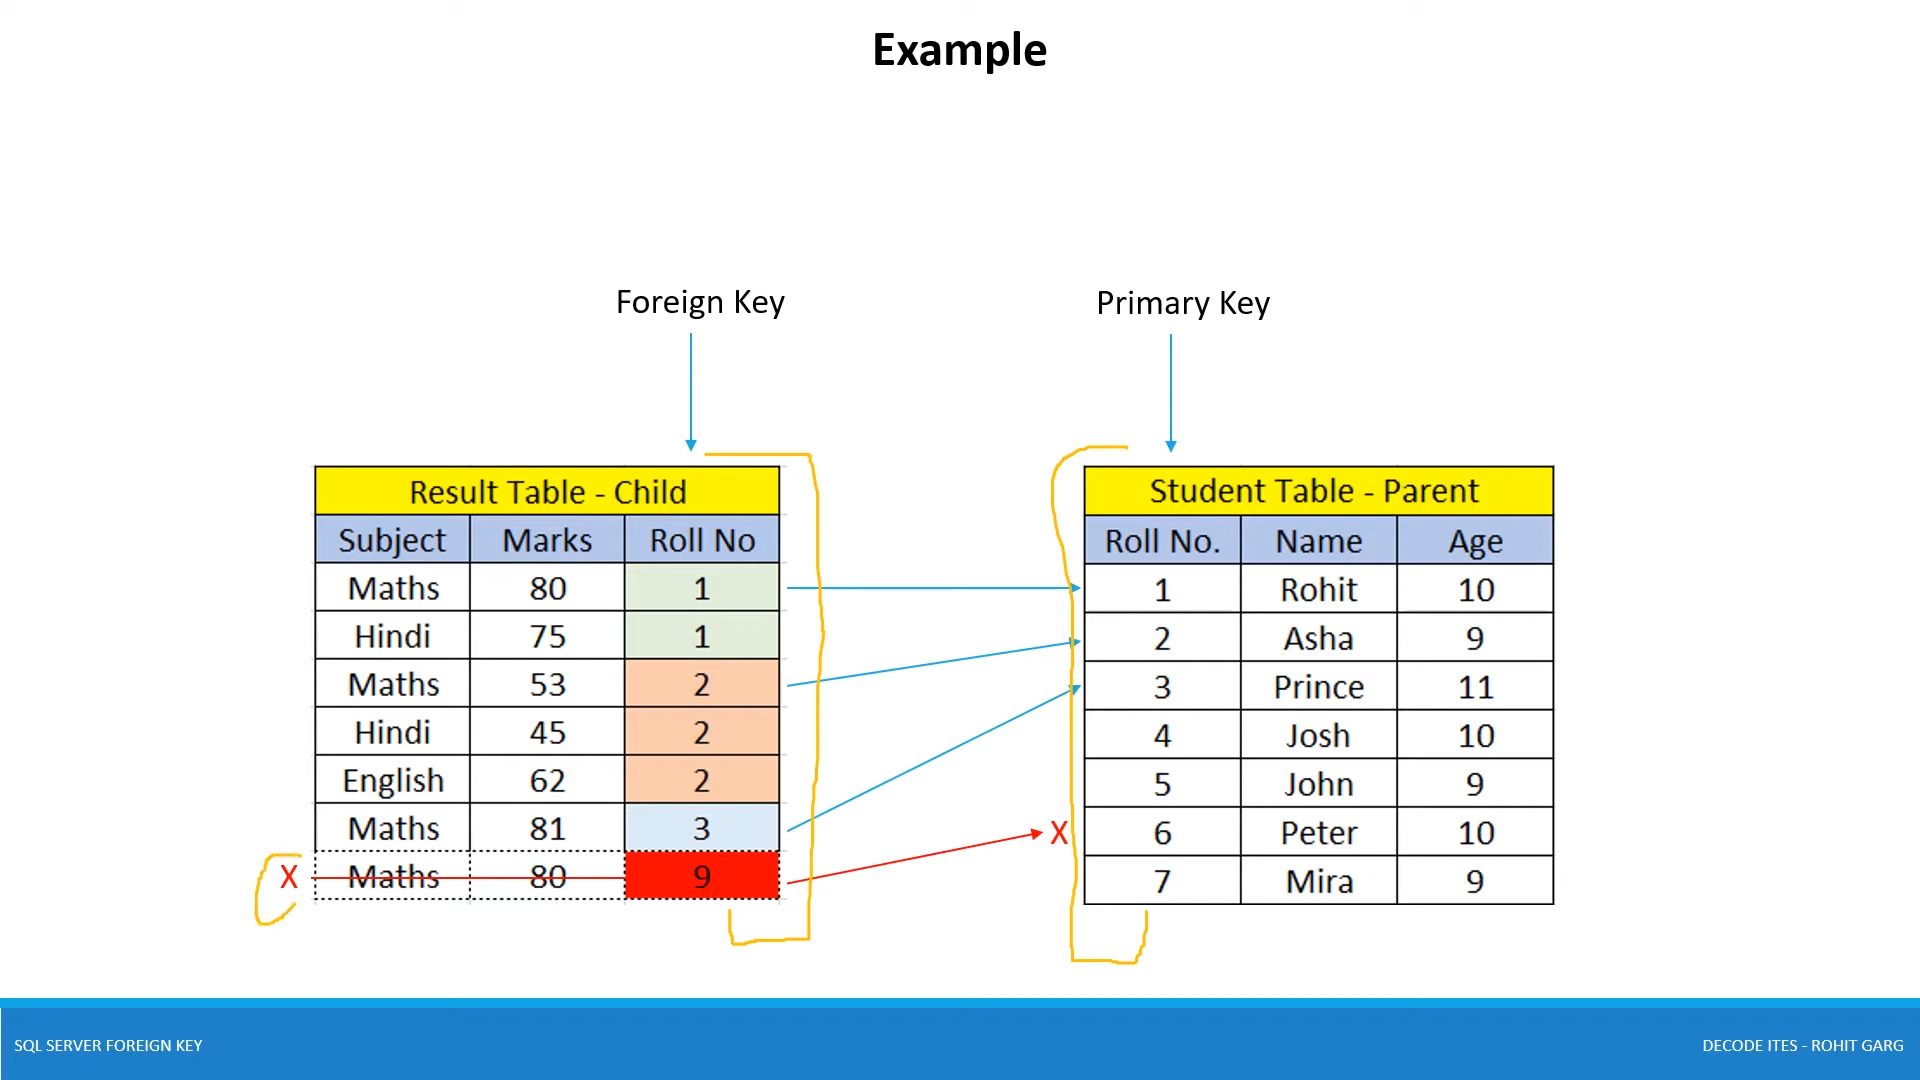 Example
Foreign Key
Primary Key
Result Table - Child
Subject Marks Roll No
Maths 80 1
Hindi 75 1
Maths 53 2
Hindi 45 2
English 62 2
Maths 81 3
X Maths 80 9
X
Student Table - Parent
Roll No. Name Age
1 Rohit 10
2 Asha 9
3 Prince 11
4 Josh 10
5 John 9
6 Peter 10
7 Mira 9
SQL SERVER FOREIGN KEY
DECODE ITES - ROHIT GARG